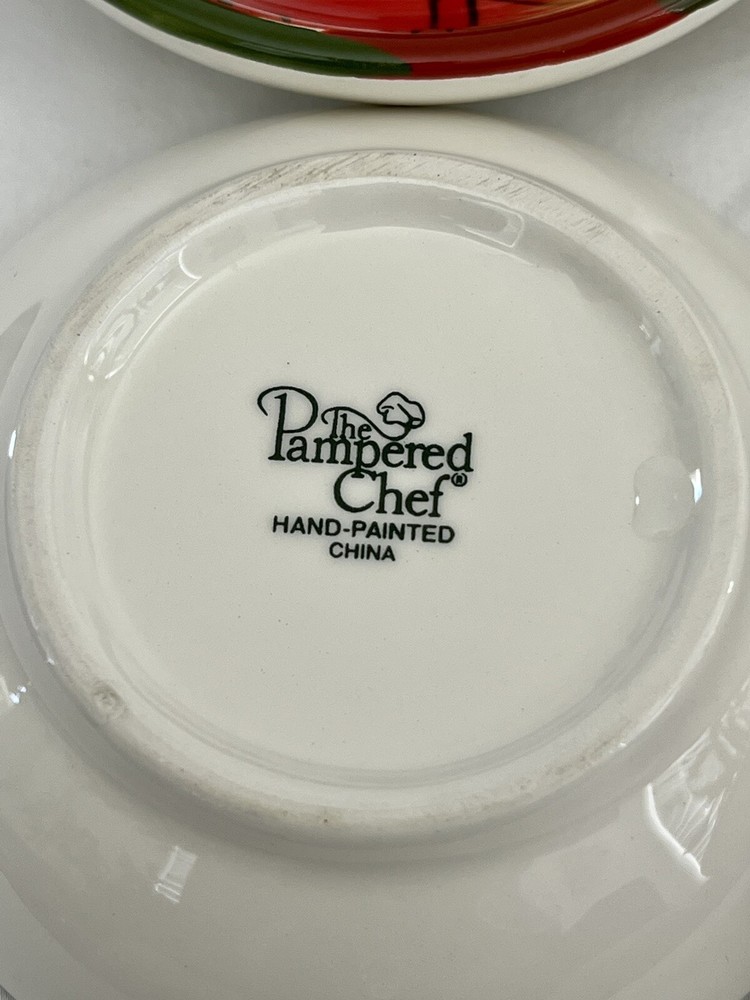 The
Pampered
Chef®
HAND-PAINTED
CHINA